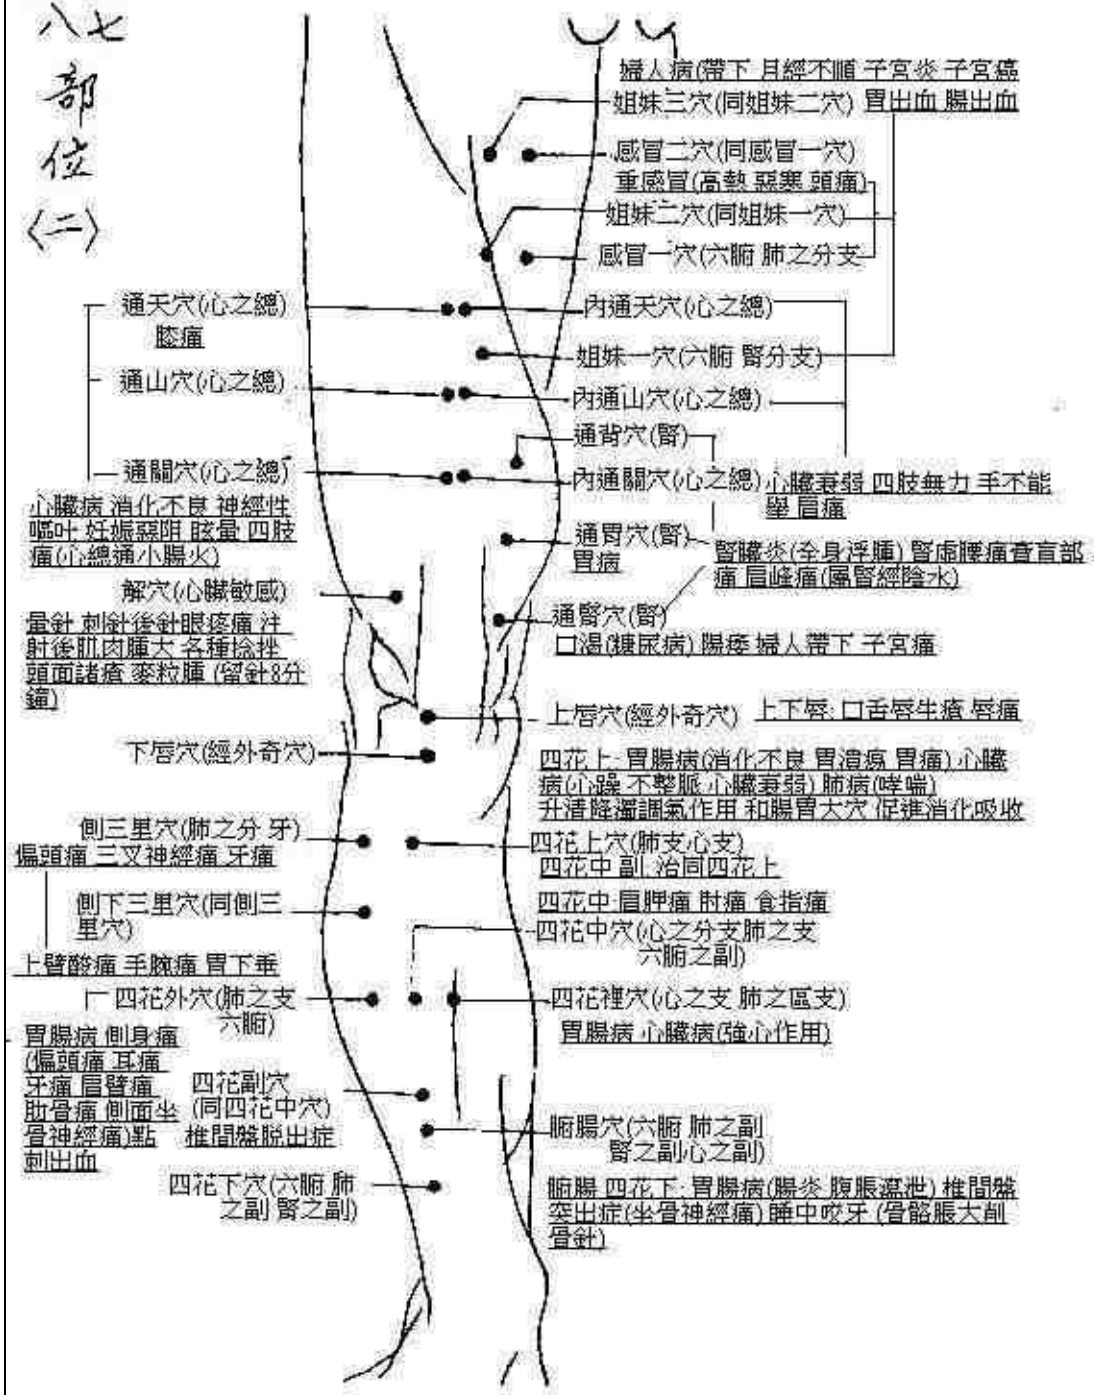 八七
部
位
〈二〉
婦人病(帶下 月經不順 子宮炎 子宮癌
姐妹三穴(同姐妹二穴) 胃出血 腸出血
感冒二穴(同感冒一穴)
重感冒(高熱 惡寒 頭痛)
姐妹二穴(同姐妹一穴)
感冒一穴(六腑 肺之分支
通天穴(心之總)
膝痛
內通天穴(心之總)
姐妹一穴(六腑 腎分支)
通山穴(心之總)
內通山穴(心之總)
通背穴(腎)
通關穴(心之總)
內通關穴(心之總)
心臟衰弱 四肢無力 手不能
舉 肩痛
心臟病 消化不良 神經性
嘔吐 妊娠惡阻 眩暈 四肢
痛(心總通小腸火)
通胃穴(腎)
胃病
腎臟炎(全身浮腫) 腎虛腰痛膏肓部
痛 肩峰痛(屬腎經陰水)
解穴(心臟敏感)
暈針 刺針後針眼疼痛 注
射後肌肉腫大 各種捻挫
頭面諸瘡 麥粒腫 (留針8分
鐘)
通腎穴(腎)
口渴(糖尿病) 陽痿 婦人帶下 子宮痛
上唇穴(經外奇穴) 上下唇: 口舌唇生瘡 唇痛
下唇穴(經外奇穴)
四花上: 胃腸病(消化不良 胃潰瘍 胃痛) 心臟
病(心躁 不整脈 心臟衰弱) 肺病(哮喘)
升清降濁調氣作用 和腸胃大穴 促進消化吸收
側三里穴(肺之分 牙)
偏頭痛 三叉神經痛 牙痛
四花上穴(肺支心支)
四花中 副: 治同四花上
側下三里穴(同側三
里穴)
四花中:肩胛痛 肘痛 食指痛
四花中穴(心之分支肺之支
六腑之副)
上臂酸痛 手腕痛 胃下垂
四花外穴(肺之支
六腑)
四花裡穴(心之支 肺之區支)
胃腸病 心臟病(強心作用)
胃腸病 側身痛
(偏頭痛 耳痛
牙痛 肩臂痛
肋骨痛 側面坐
骨神經痛)點
刺出血
四花副穴
(同四花中穴)
椎間盤脫出症
腑腸穴(六腑 肺之副
腎之副心之副)
四花下穴(六腑 肺
之副 腎之副)
腑腸 四花下: 胃腸病(腸炎 腹脹瀉泄) 椎間盤
突出症(坐骨神經痛) 睡中咬牙 (骨骼脹大削
骨針)